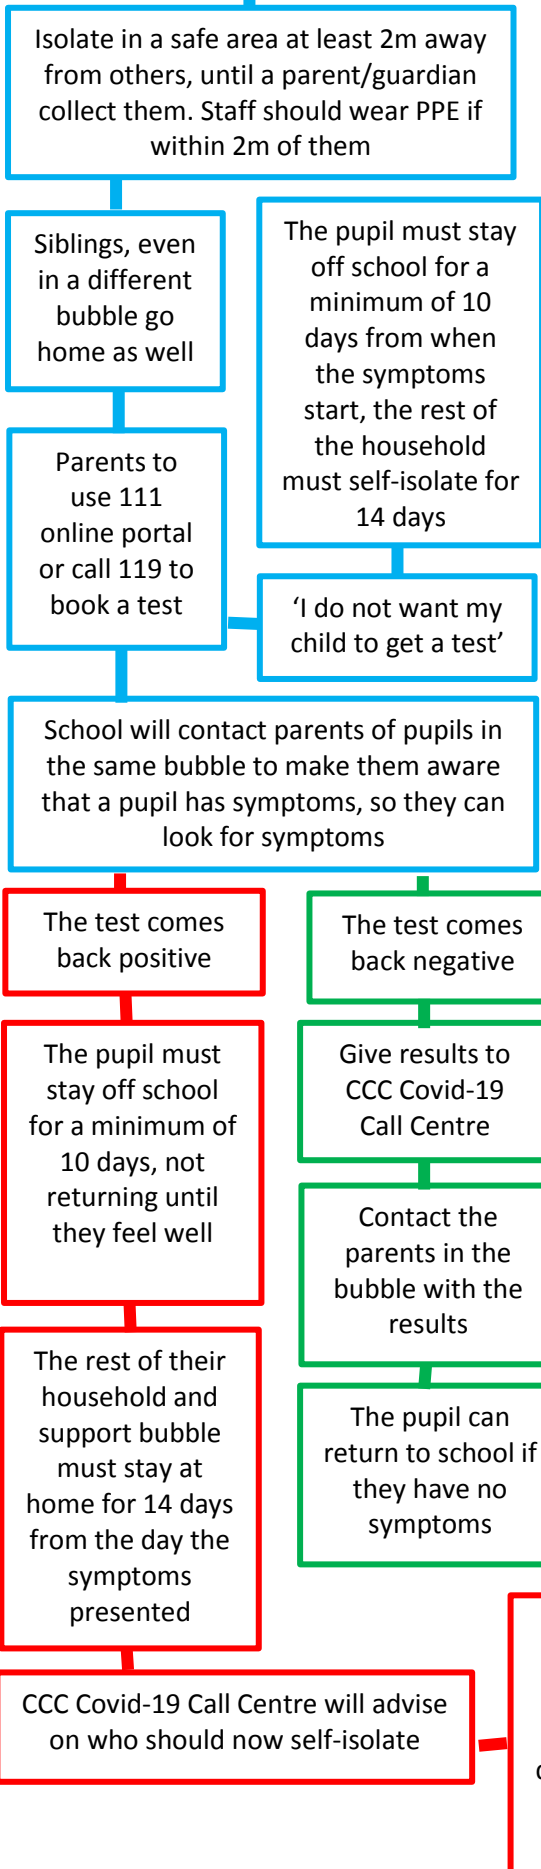 Isolate in a safe area at least 2m away
from others, until a parent/guardian
collect them. Staff should wear PPE if
within 2m of them
Siblings, even
in a different
bubble go
home as well
The pupil must stay
off school for a
minimum of 10
days from when
the symptoms
start, the rest of
the household
must self-isolate for
14 days
Parents to
use 111
online portal
or call 119 to
book a test
‘I do not want my
child to get a test’
School will contact parents of pupils in
the same bubble to make them aware
that a pupil has symptoms, so they can
look for symptoms
The test comes
back positive
The pupil must
stay off school
for a minimum of
10 days, not
returning until
they feel well
The rest of their
household and
support bubble
must stay at
home for 14 days
from the day the
symptoms
presented
CCC Covid-19 Call Centre will advise
on who should now self-isolate
The test comes
back negative
Give results to
CCC Covid-19
Call Centre
Contact the
parents in the
bubble with the
results
The pupil can
return to school if
they have no
symptoms